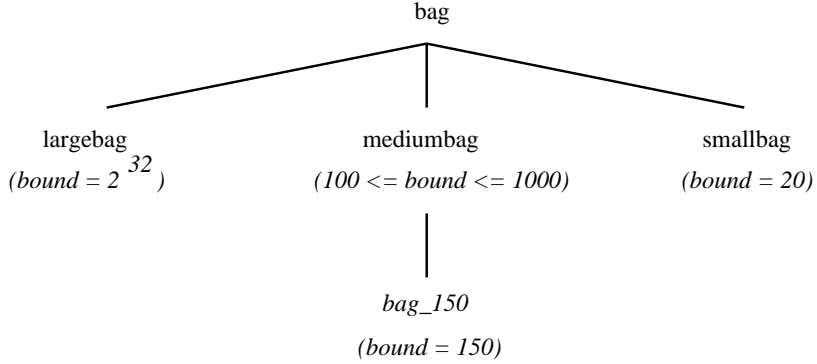 bag
largebag mediumbag smallbag
(bound = 2^32) (100 <= bound <= 1000) (bound = 20)
bag_150
(bound = 150)